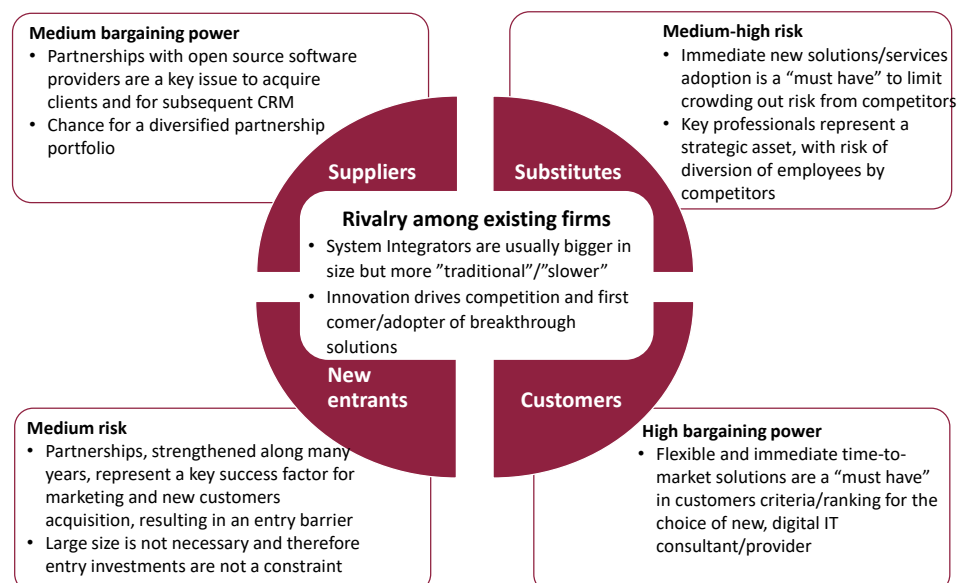 Medium bargaining power
• Partnerships with open source software
providers are a key issue to acquire
clients and for subsequent CRM
• Chance for a diversified partnership
portfolio
Medium-high risk
• Immediate new solutions/services
adoption is a “must have” to limit
crowding out risk from competitors
• Key professionals represent a
strategic asset, with risk of
diversion of employees by
competitors
Suppliers
Substitutes
Rivalry among existing firms
• System Integrators are usually bigger in
size but more ”traditional”/”slower”
• Innovation drives competition and first
comer/adopter of breakthrough
solutions
New
entrants
Customers
Medium risk
• Partnerships, strengthened along many
years, represent a key success factor for
marketing and new customers
acquisition, resulting in an entry barrier
• Large size is not necessary and therefore
entry investments are not a constraint
High bargaining power
• Flexible and immediate time-to-
market solutions are a “must have”
in customers criteria/ranking for the
choice of new, digital IT
consultant/provider